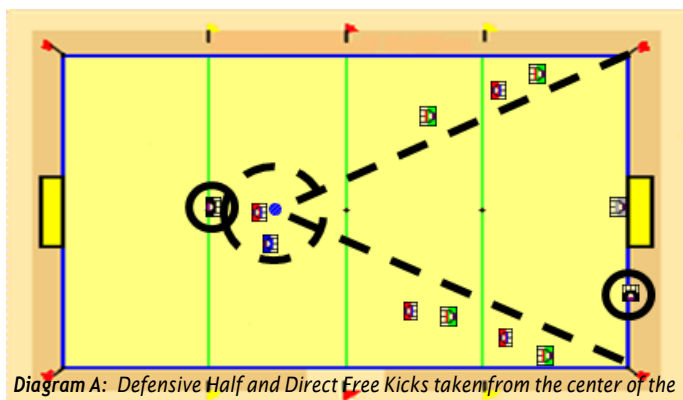 Diagram A: Defensive Half and Direct Free Kicks taken from the center of the